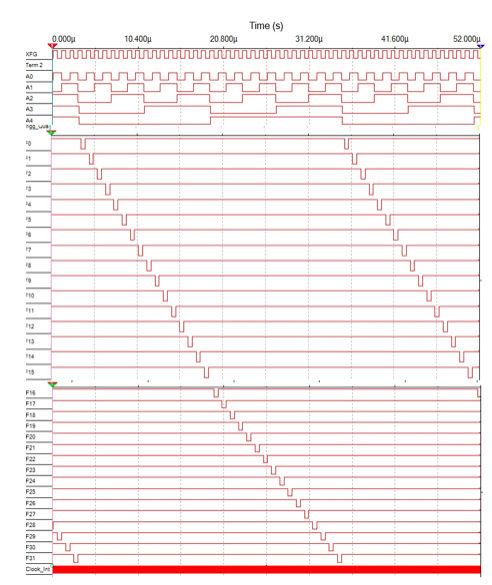 Time (s)
0.000µ 10.400µ 20.800µ 31.200µ 41.600µ 52.000µ
XFG
Term 2
A0
A1
A2
A3
A4
F0
F1
F2
F3
F4
F5
F6
F7
F8
F9
F10
F11
F12
F13
F14
F15
F16
F17
F18
F19
F20
F21
F22
F23
F24
F25
F26
F27
F28
F29
F30
F31
Clock_Int